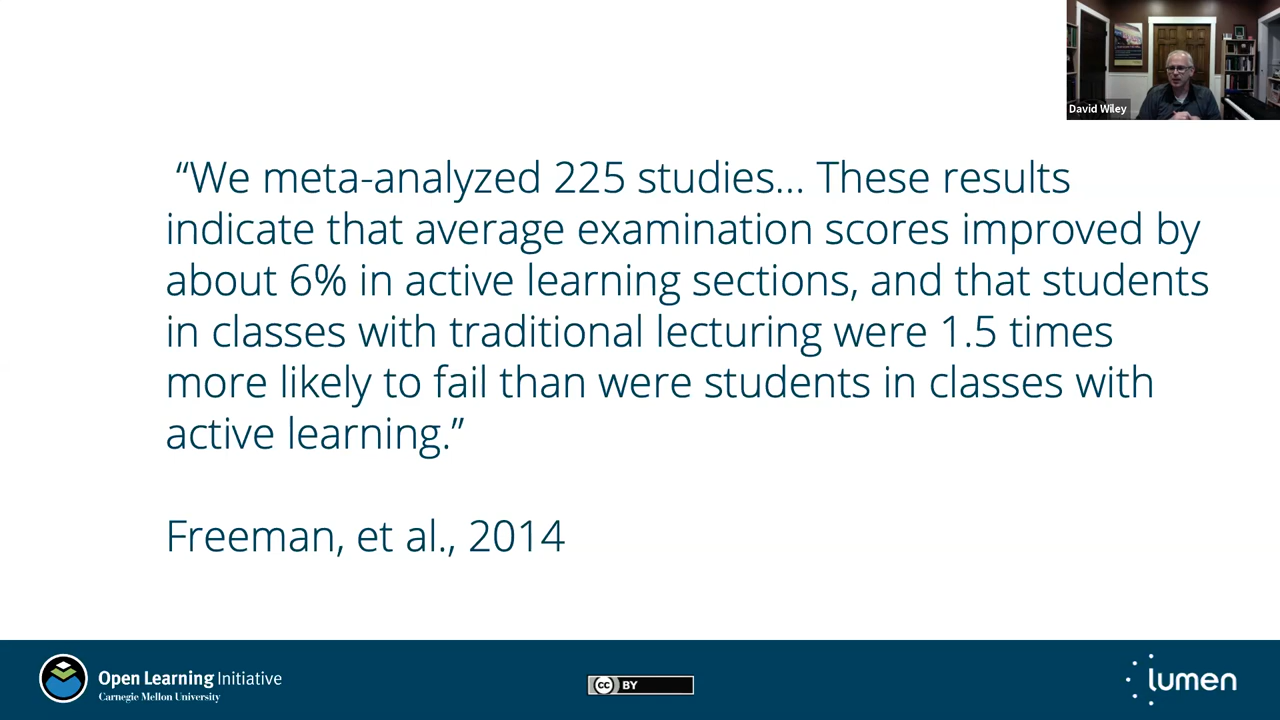 David Wiley
“We meta-analyzed 225 studies... These results
indicate that average examination scores improved by
about 6% in active learning sections, and that students
in classes with traditional lecturing were 1.5 times
more likely to fail than were students in classes with
active learning.”
Freeman, et al., 2014
Open Learning Initiative
Carnegie Mellon University
cc BY
lumen